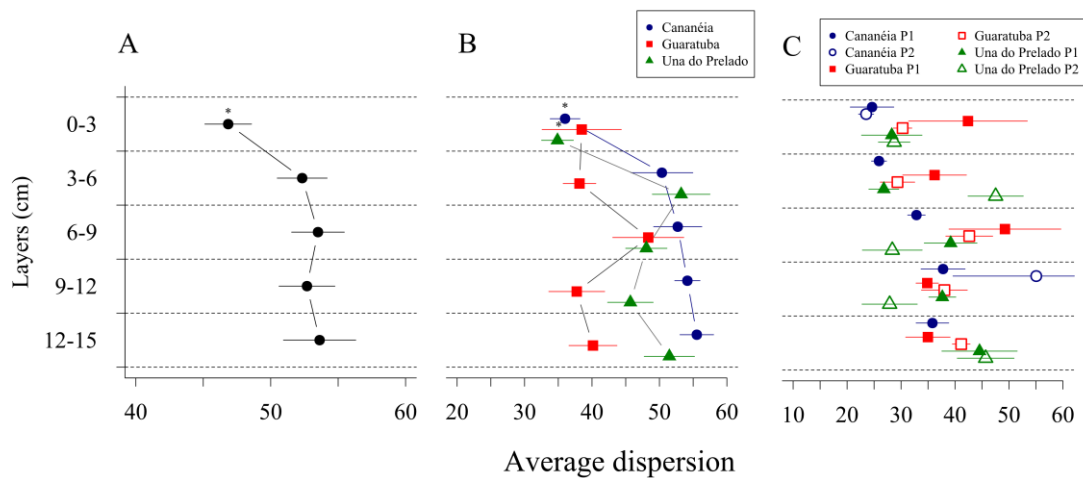 A
B
C
Cananéia
Guaratuba
Una do Prelado
Cananéia P1
Cananéia P2
Guaratuba P1
Guaratuba P2
Una do Prelado P1
Una do Prelado P2
Layers (cm)
0-3
3-6
6-9
9-12
12-15
*
*
*
40 50 60
20 30 40 50 60
10 20 30 40 50 60
Average dispersion